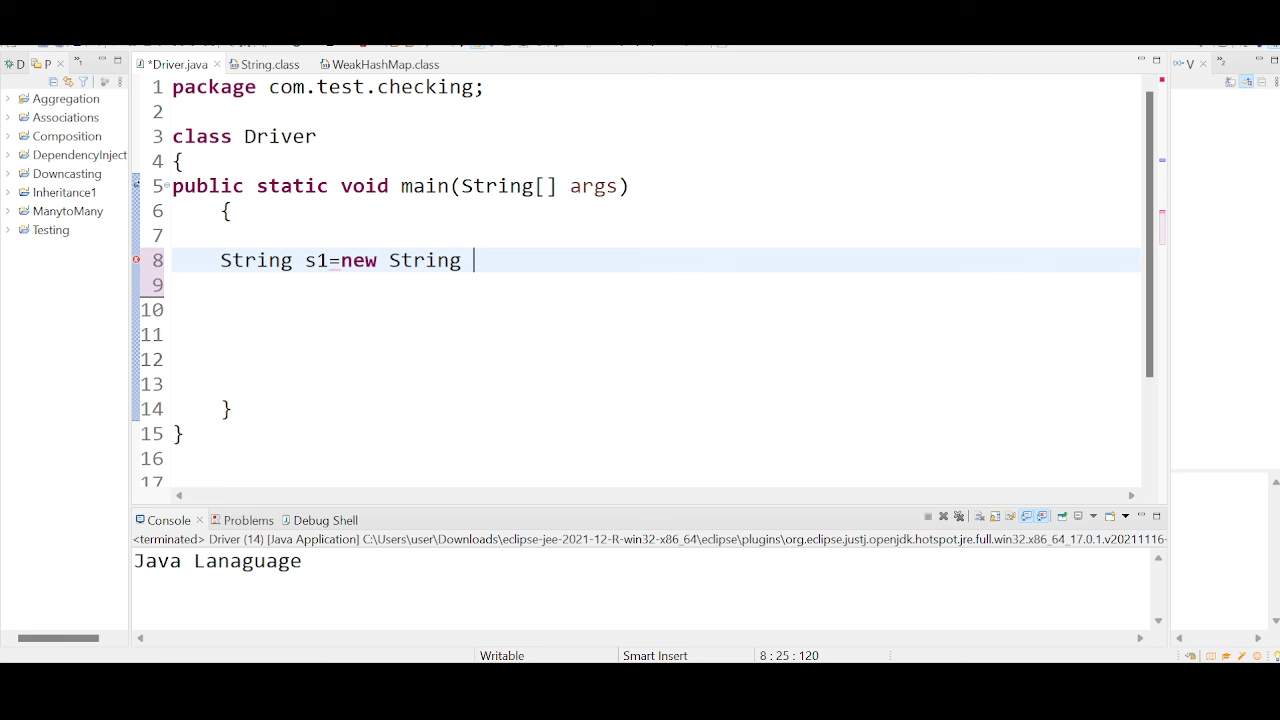 D P »1
*Driver.java String.class WeakHashMap.class
V »2
Aggregation
Associations
Composition
DependencyInject
Downcasting
Inheritance1
ManytoMany
Testing
1 package com.test.checking;
2
3 class Driver
4 {
5 public static void main(String[] args)
6 {
7
8 String s1=new String
9
10
11
12
13
14 }
15 }
16
17
Console Problems Debug Shell
<terminated> Driver (14) [Java Application] C:\Users\user\Downloads\eclipse-jee-2021-12-R-win32-x86_64\eclipse\plugins\org.eclipse.justj.openjdk.hotspot.jre.full.win32.x86_64_17.0.1.v20211116-
Java Lanaguage
Writable Smart Insert 8 : 25 : 120